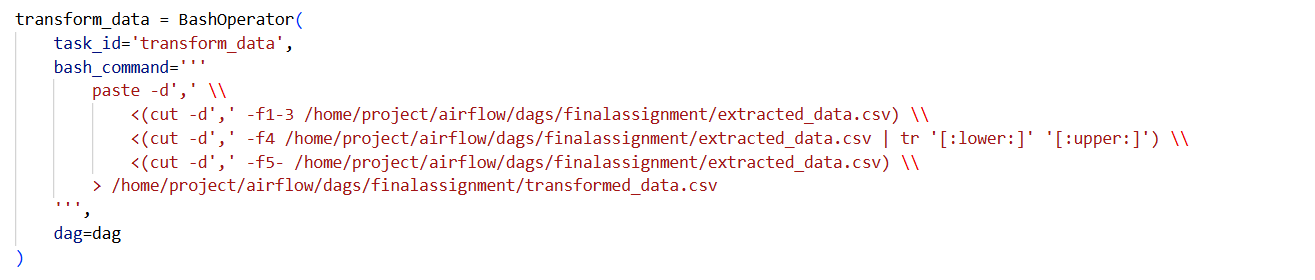 transform_data = BashOperator(
    task_id='transform_data',
    bash_command='''
        paste -d',' \\
            <(cut -d',' -f1-3 /home/project/airflow/dags/finalassignment/extracted_data.csv) \\
            <(cut -d',' -f4 /home/project/airflow/dags/finalassignment/extracted_data.csv | tr '[:lower:]' '[:upper:]') \\
            <(cut -d',' -f5- /home/project/airflow/dags/finalassignment/extracted_data.csv) \\
        > /home/project/airflow/dags/finalassignment/transformed_data.csv
    ''',
    dag=dag
)